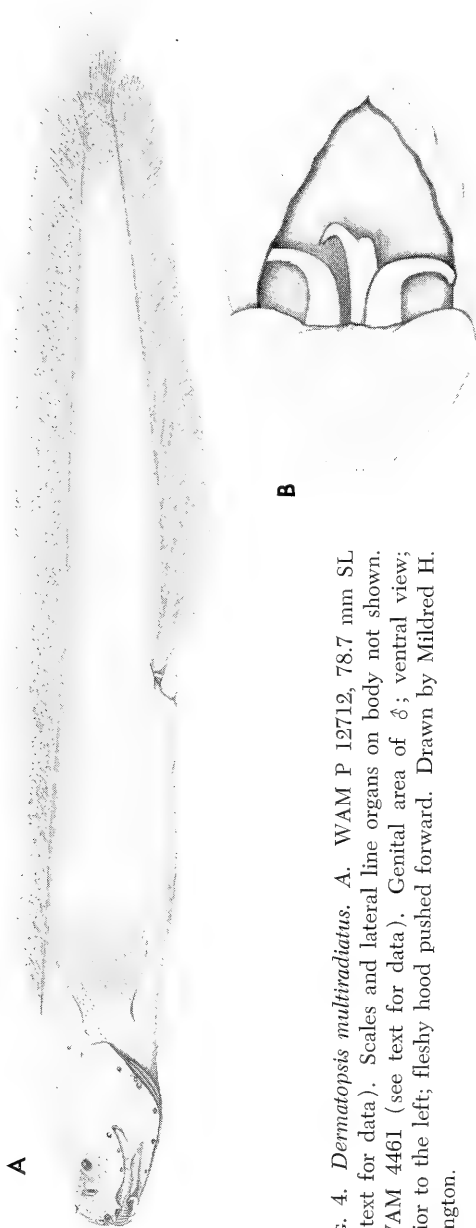 A
B
4. Dermatopsis multiradiatus. A. WAM P 12712, 78.7 mm SL
text for data). Scales and lateral line organs on body not shown.
AM 4461 (see text for data). Genital area of ♂; ventral view;
ior to the left; fleshy hood pushed forward. Drawn by Mildred H.
ngton.